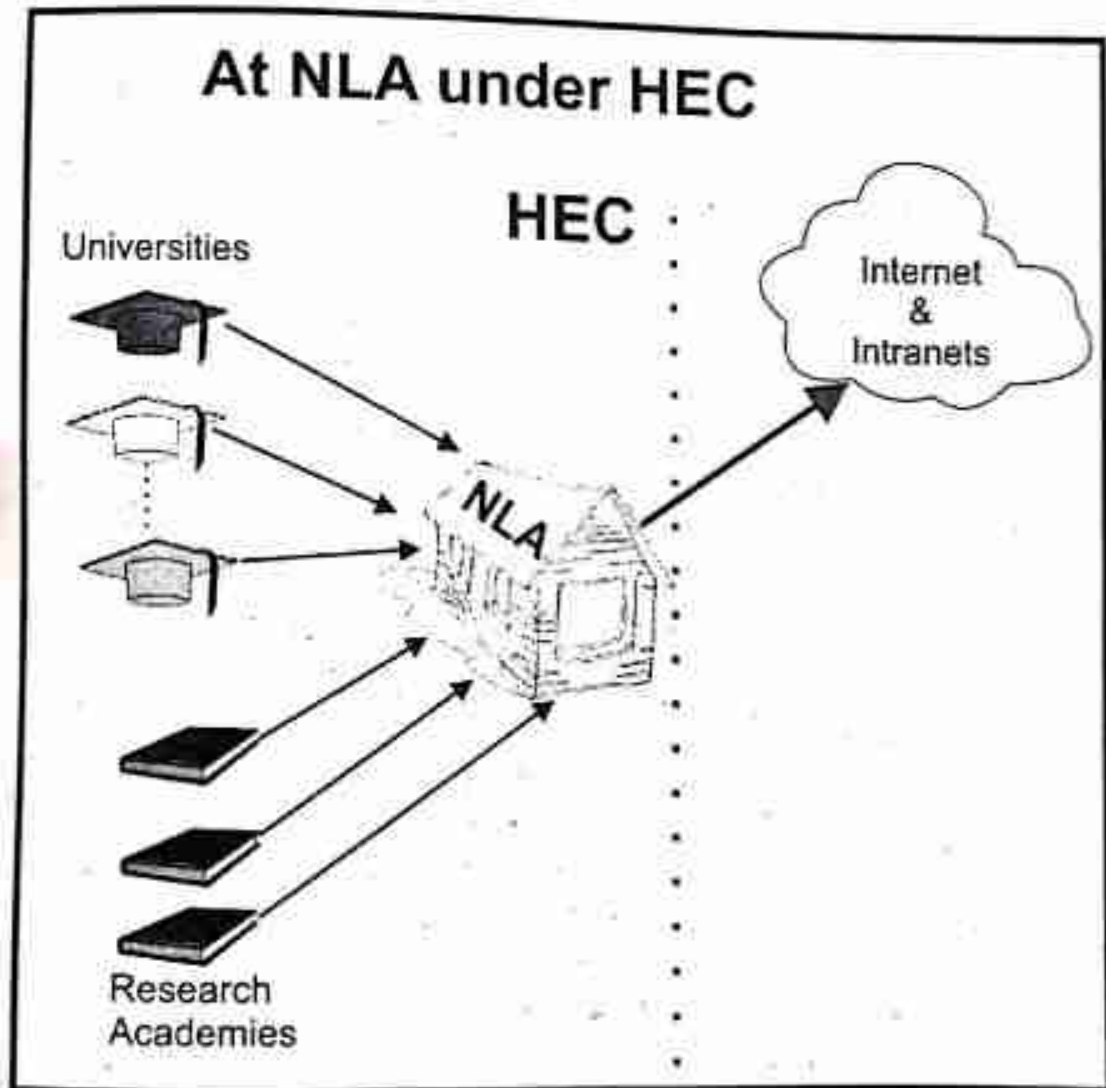 At NLA under HEC
HEC
Universities
Internet
&
Intranets
NLA
Research
Academies